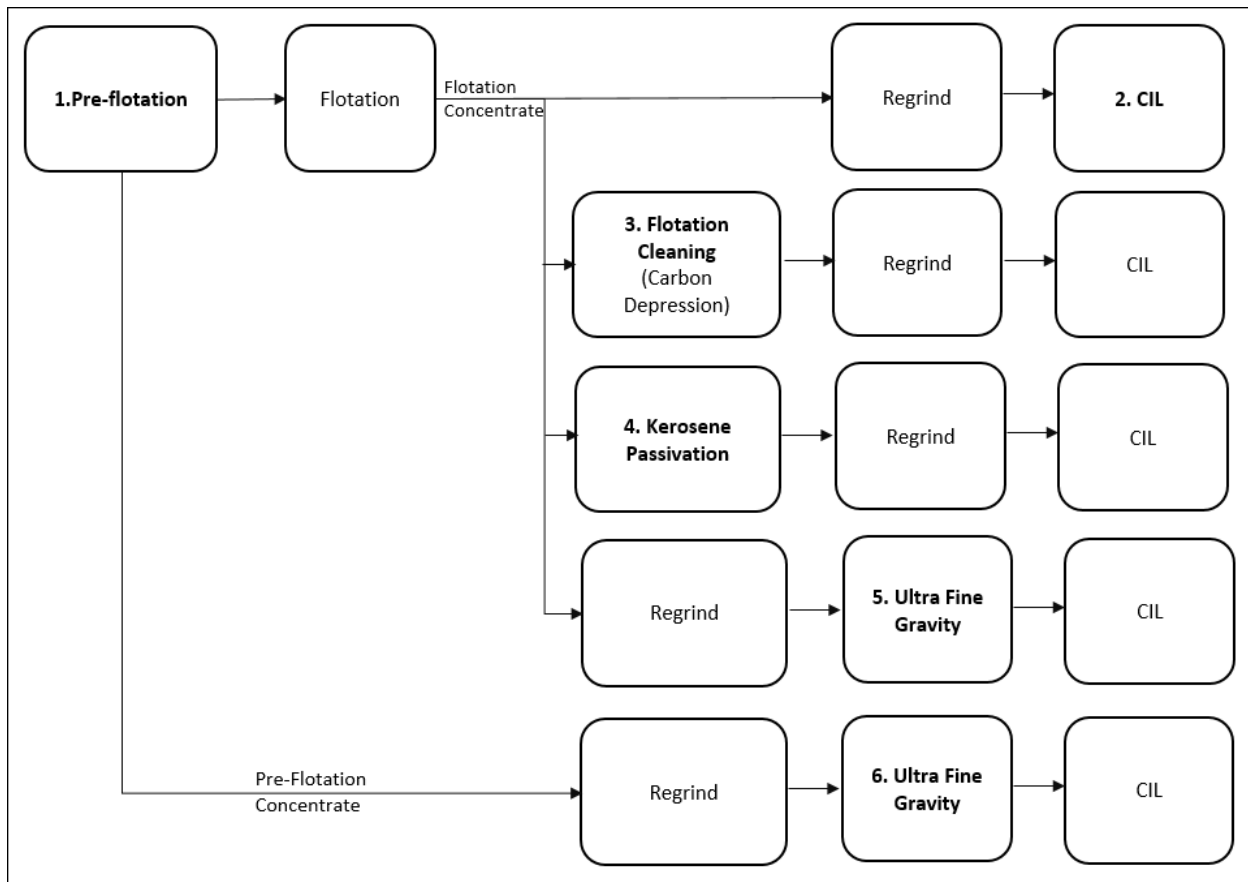 1.Pre-flotation
Flotation
Flotation
Concentrate
Regrind
2. CIL
3. Flotation
Cleaning
(Carbon
Depression)
Regrind
CIL
4. Kerosene
Passivation
Regrind
CIL
Regrind
5. Ultra Fine
Gravity
CIL
Pre-Flotation
Concentrate
Regrind
6. Ultra Fine
Gravity
CIL